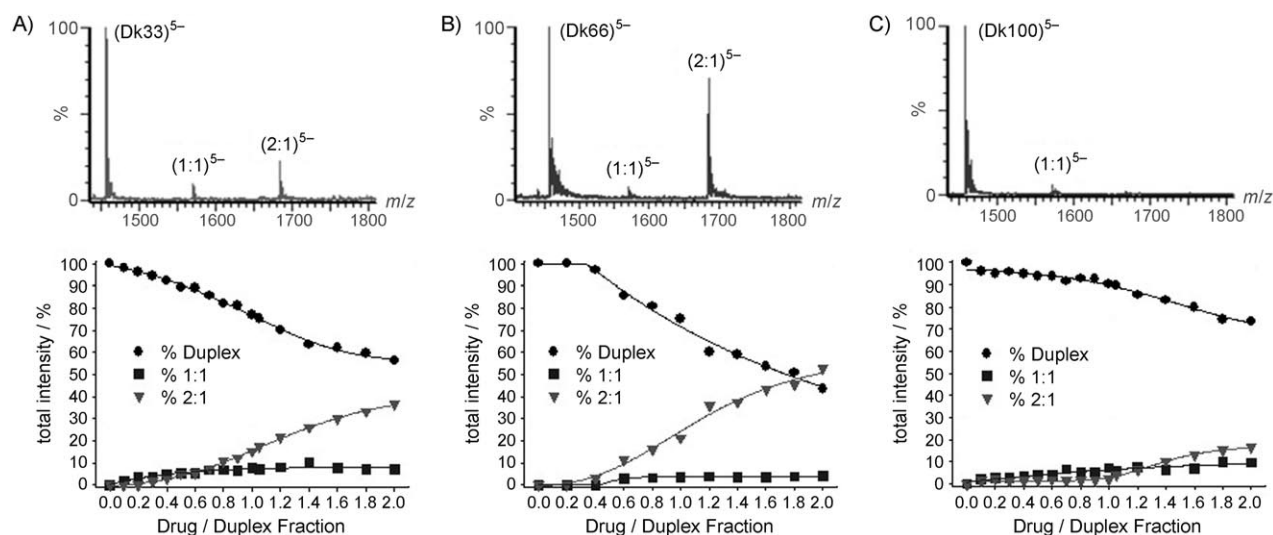 A)
100
%
0
(Dk33)⁵⁻
(1:1)⁵⁻
(2:1)⁵⁻
1500 1600 1700 1800
m/z
B)
100
%
0
(Dk66)⁵⁻
(1:1)⁵⁻
(2:1)⁵⁻
1500 1600 1700 1800
m/z
C)
100
%
0
(Dk100)⁵⁻
(1:1)⁵⁻
1500 1600 1700 1800
m/z
total intensity / %
100
90
80
70
60
50
40
30
20
10
0
% Duplex
% 1:1
% 2:1
0.0 0.2 0.4 0.6 0.8 1.0 1.2 1.4 1.6 1.8 2.0
Drug / Duplex Fraction
total intensity / %
100
90
80
70
60
50
40
30
20
10
0
% Duplex
% 1:1
% 2:1
0.0 0.2 0.4 0.6 0.8 1.0 1.2 1.4 1.6 1.8 2.0
Drug / Duplex Fraction
total intensity / %
100
90
80
70
60
50
40
30
20
10
0
% Duplex
% 1:1
% 2:1
0.0 0.2 0.4 0.6 0.8 1.0 1.2 1.4 1.6 1.8 2.0
Drug / Duplex Fraction